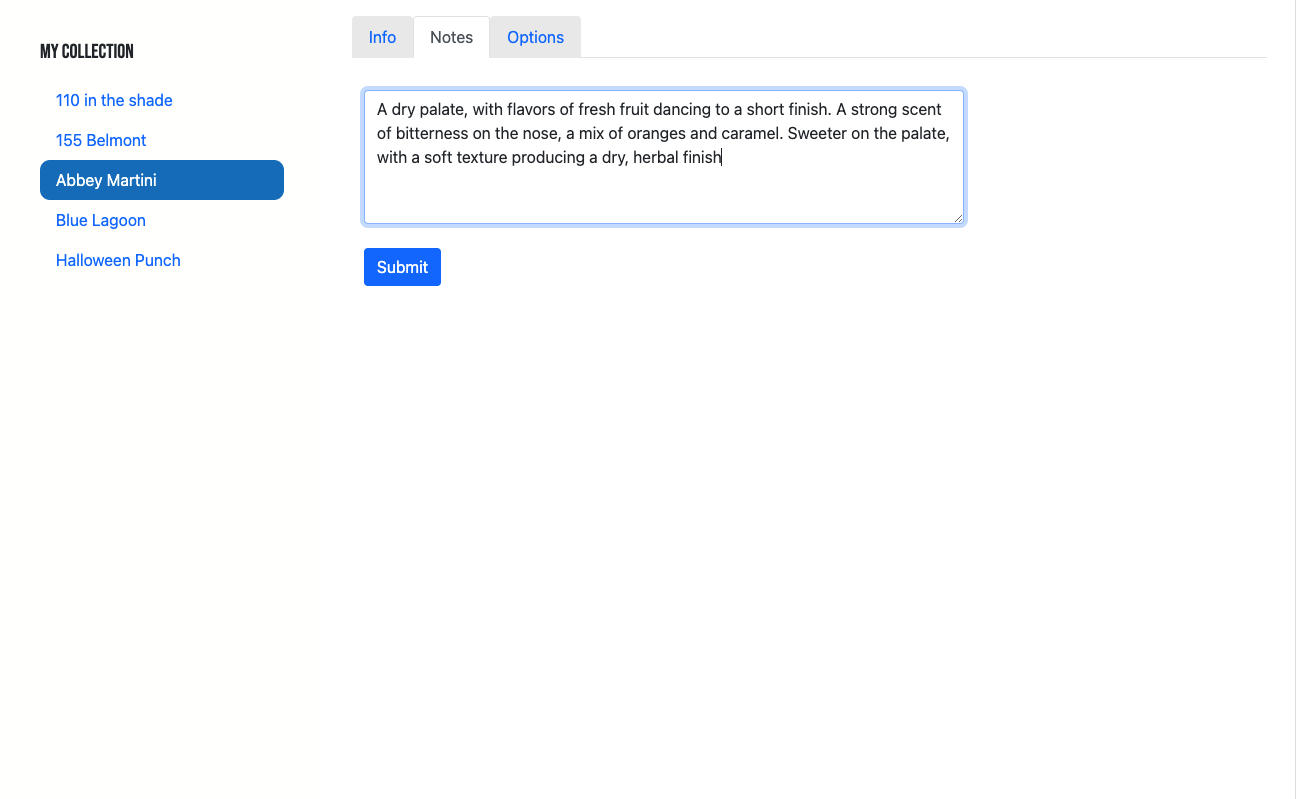 MY COLLECTION
110 in the shade
155 Belmont
Abbey Martini
Blue Lagoon
Halloween Punch
Info
Notes
Options
A dry palate, with flavors of fresh fruit dancing to a short finish. A strong scent
of bitterness on the nose, a mix of oranges and caramel. Sweeter on the palate,
with a soft texture producing a dry, herbal finish
Submit